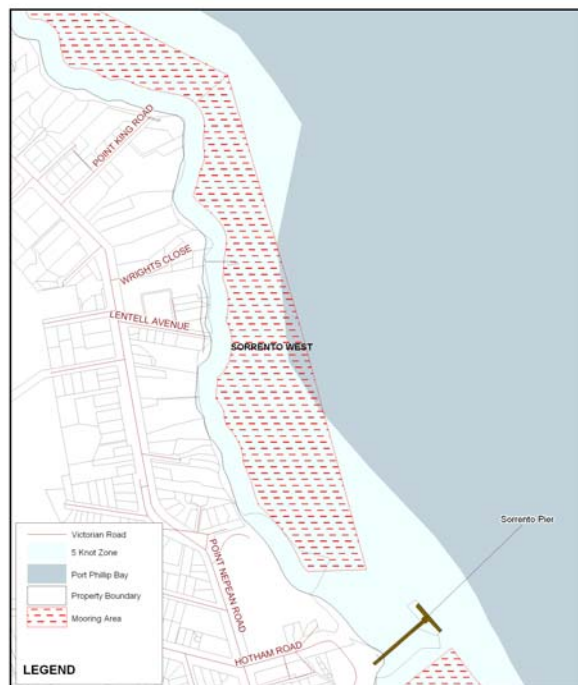 POINT KING ROAD
WRIGHTS CLOSE
LENTELL AVENUE
SORRENTO WEST
Sorrento Pier
POINT NEPEAN ROAD
HOTHAM ROAD
Victorian Road
5 Knot Zone
Port Phillip Bay
Property Boundary
Mooring Area
LEGEND